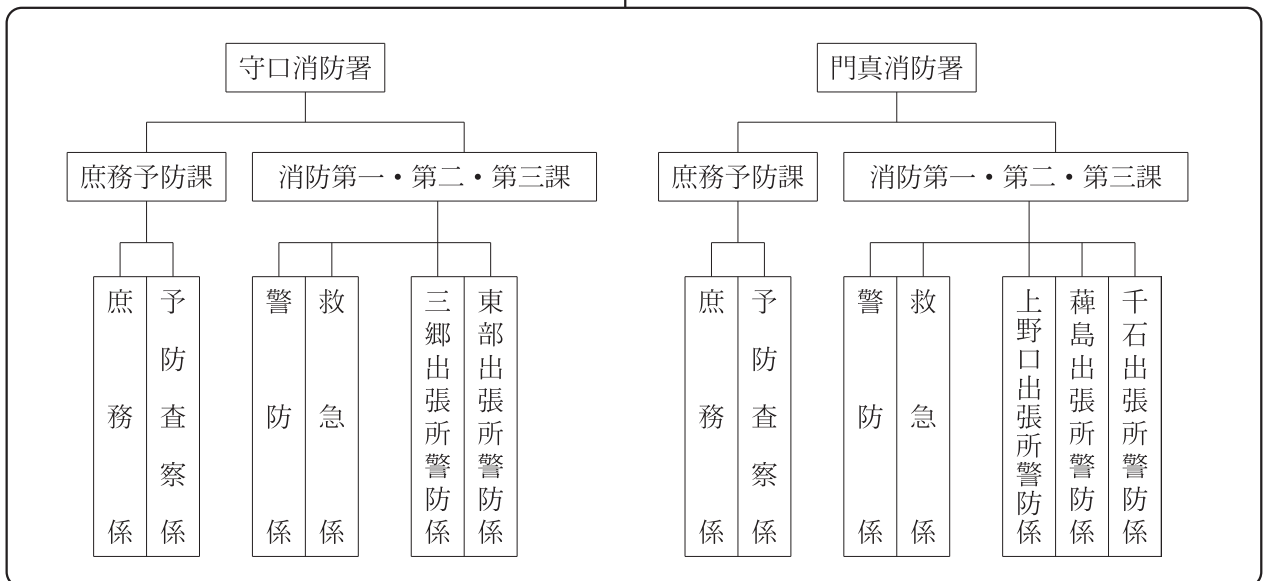 守口消防署
庶務予防課
消防第一・第二・第三課
庶務係
予防査察係
警防係
救急係
三郷出張所警防係
東部出張所警防係
門真消防署
庶務予防課
消防第一・第二・第三課
庶務係
予防査察係
警防係
救急係
上野口出張所警防係
薭島出張所警防係
千石出張所警防係